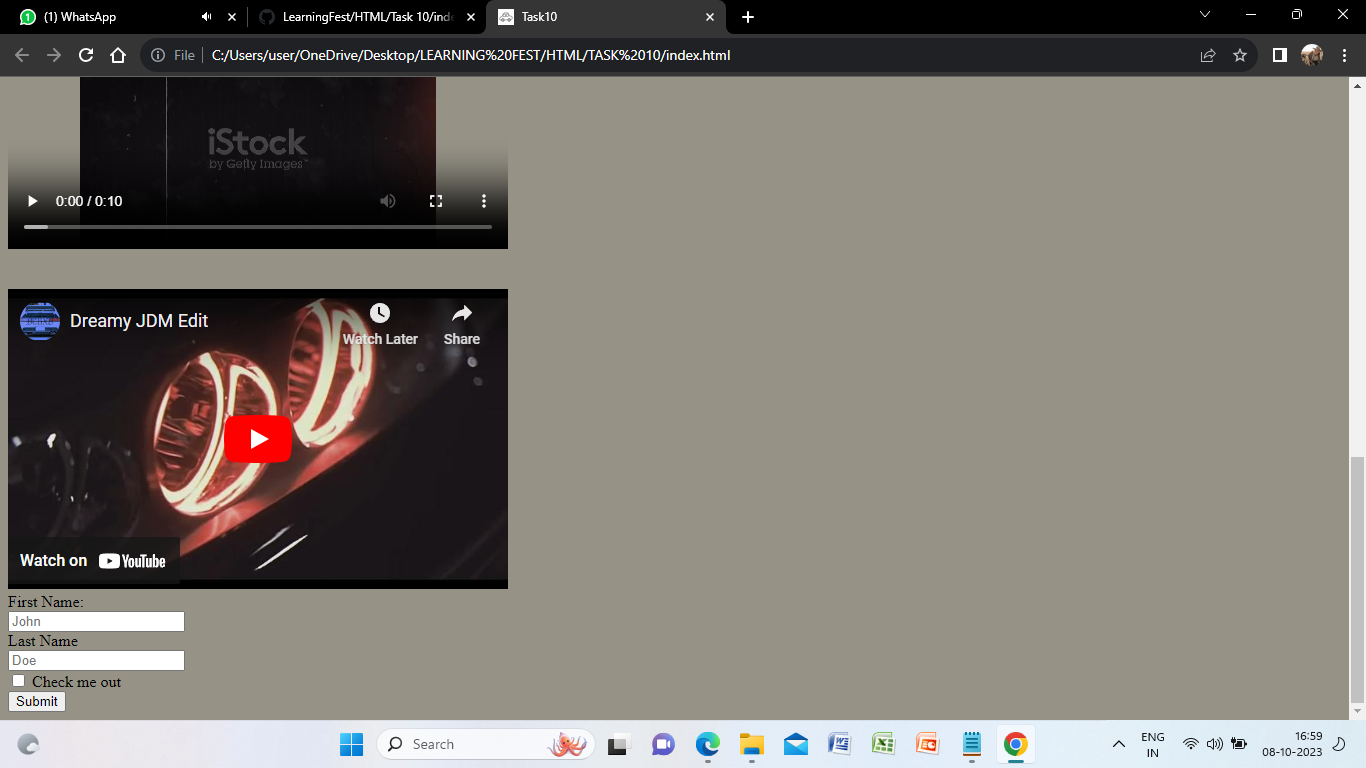 (1) WhatsApp
LearningFest/HTML/Task 10/inde
Task10
File
C:/Users/user/OneDrive/Desktop/LEARNING%20FEST/HTML/TASK%2010/index.html
iStock
by Getty Images™
0:00 / 0:10
Dreamy JDM Edit
Watch Later
Share
Watch on YouTube
First Name:
John
Last Name
Doe
Check me out
Submit
Search
ENG
IN
16:59
08-10-2023